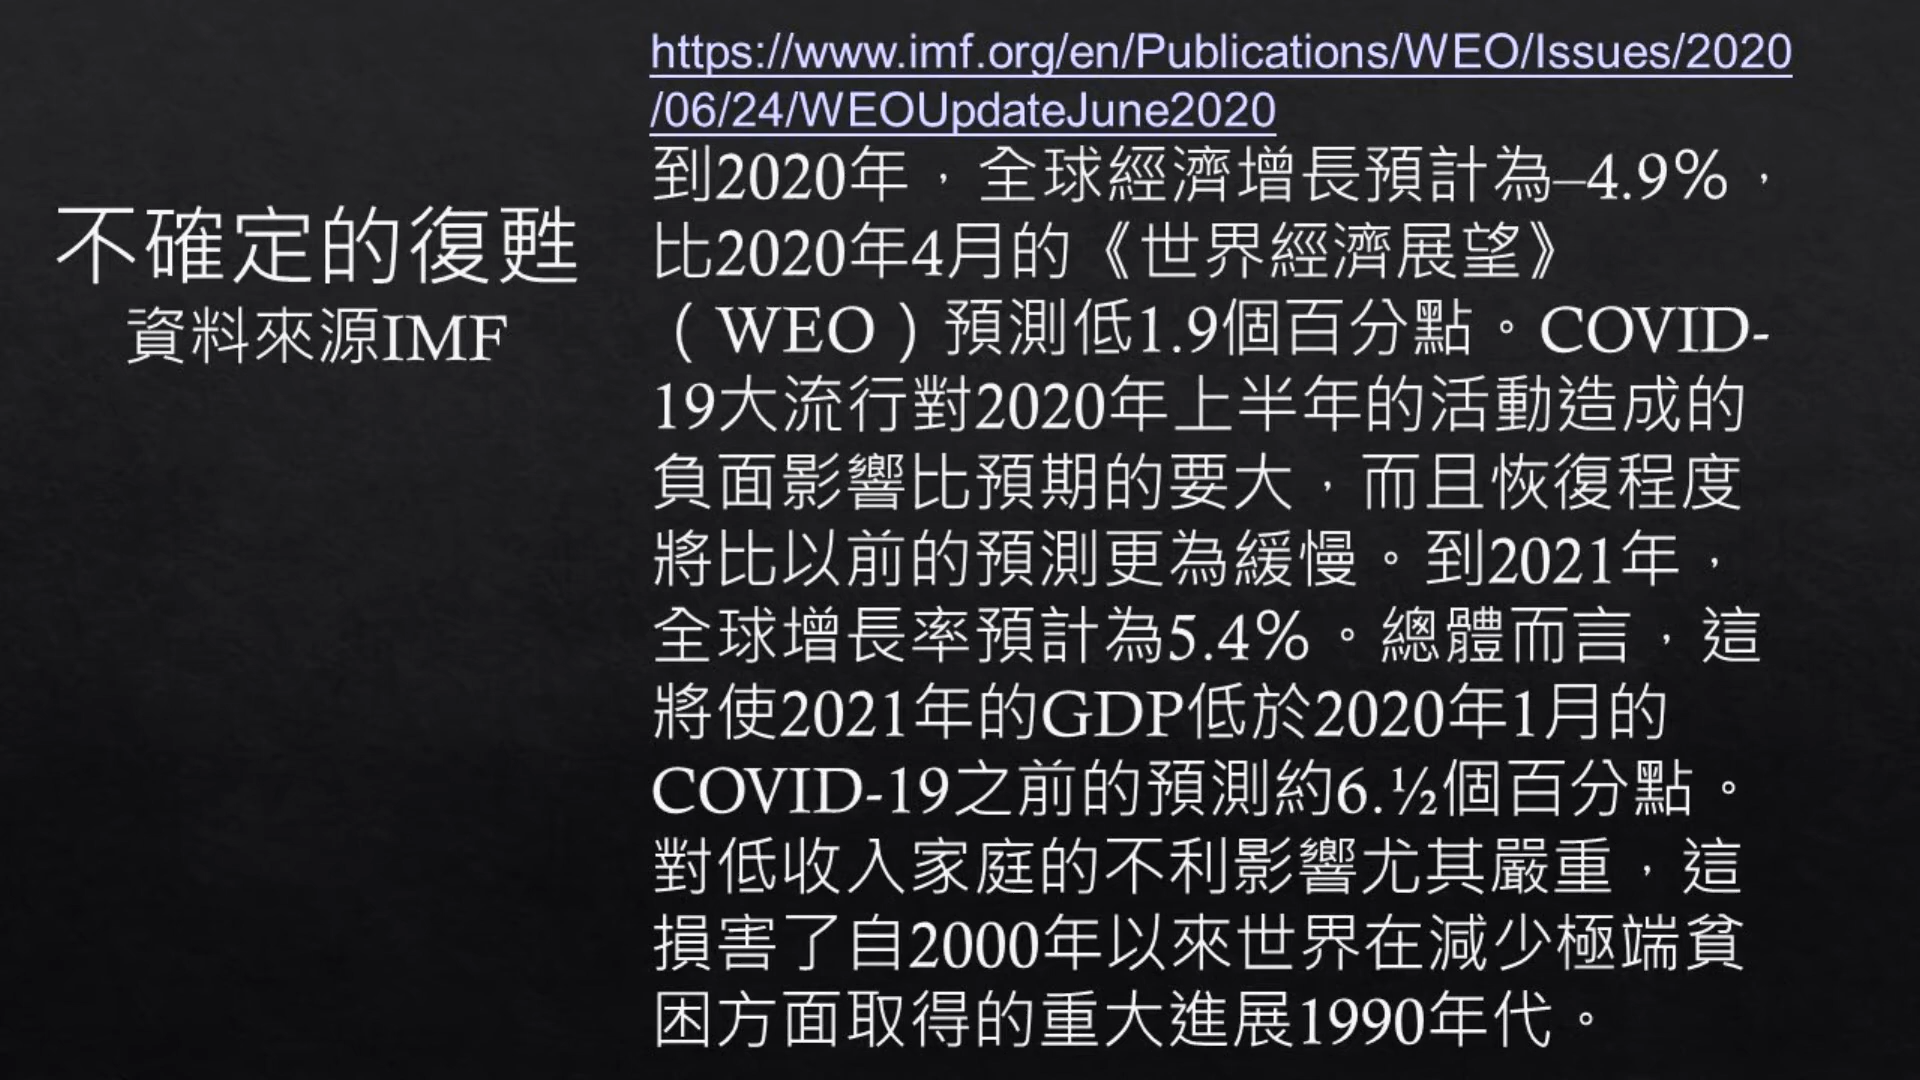 不確定的復甦
資料來源IMF
https://www.imf.org/en/Publications/WEO/Issues/2020
/06/24/WEOUpdateJune2020
到2020年，全球經濟增長預計為–4.9％，
比2020年4月的《世界經濟展望》
（WEO）預測低1.9個百分點。COVID-
19大流行對2020年上半年的活動造成的
負面影響比預期的要大，而且恢復程度
將比以前的預測更為緩慢。到2021年，
全球增長率預計為5.4％。總體而言，這
將使2021年的GDP低於2020年1月的
COVID-19之前的預測約6.½個百分點。
對低收入家庭的不利影響尤其嚴重，這
損害了自2000年以來世界在減少極端貧
困方面取得的重大進展1990年代。